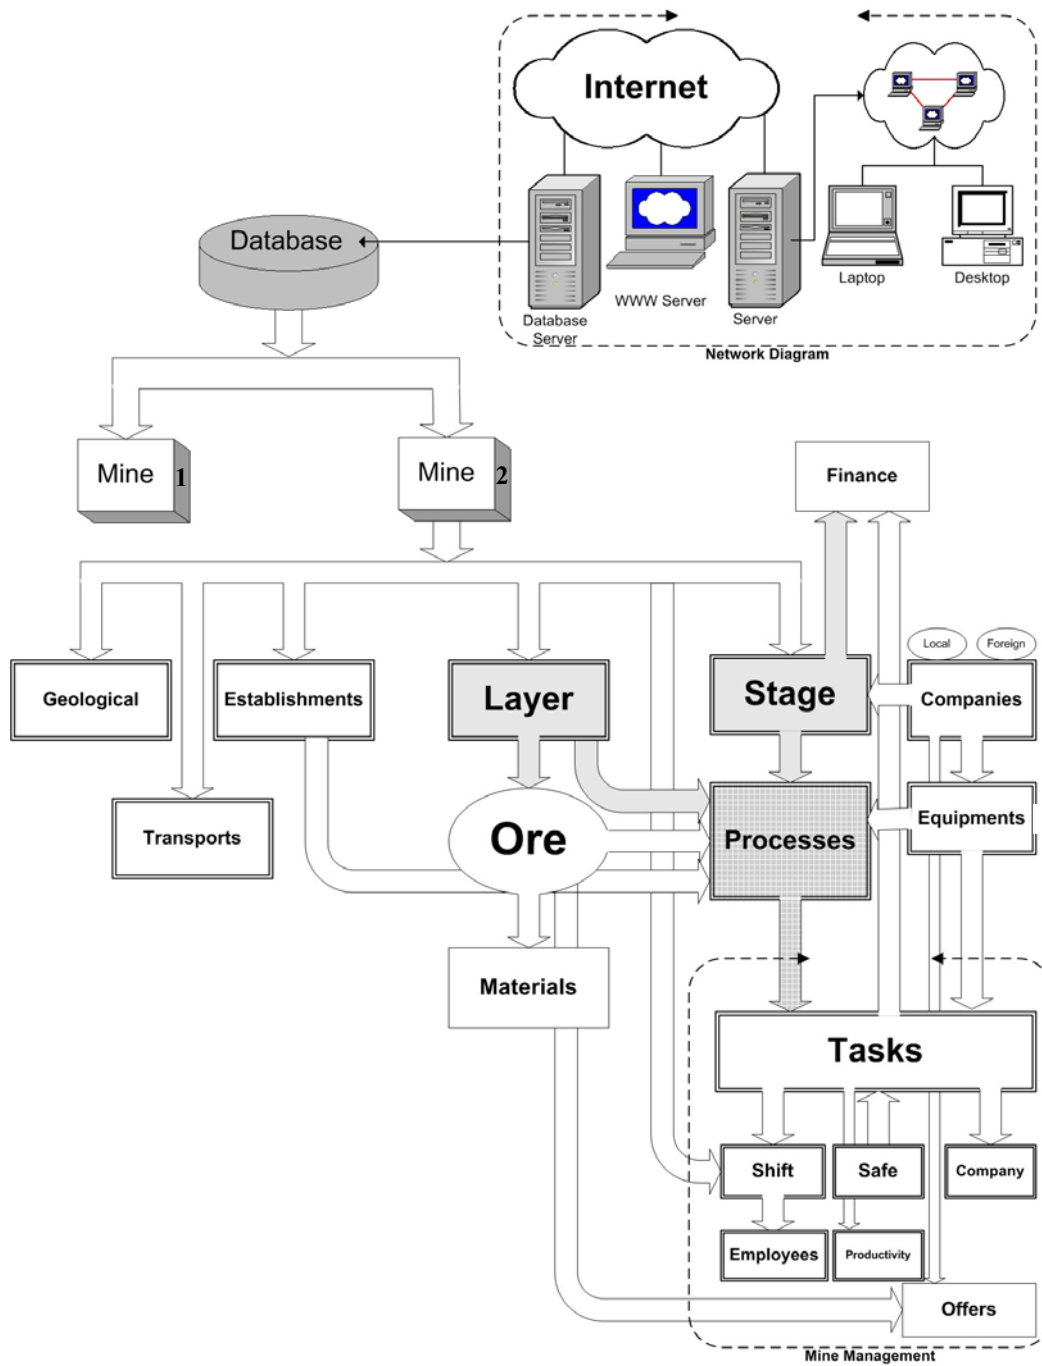 Internet
Database
Laptop
Desktop
Database
Server
WWW Server
Server
Network Diagram
Mine 1
Mine 2
Finance
Local
Foreign
Geological
Establishments
Layer
Stage
Companies
Transports
Ore
Processes
Equipments
Materials
Tasks
Shift
Safe
Company
Employees
Productivity
Offers
Mine Management